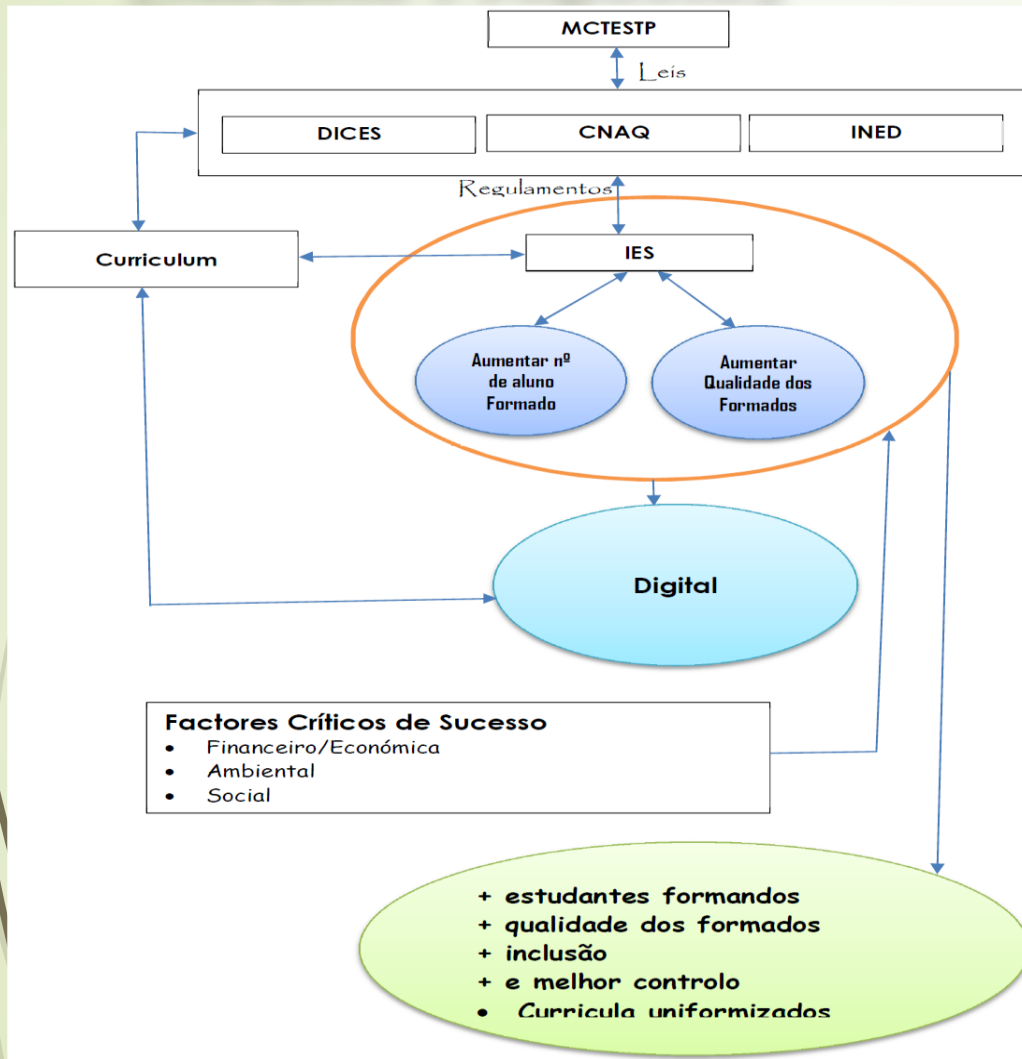 MCTESTP
Leis
DICES
CNAQ
INED
Regulamentos
IES
Curriculum
Aumentar nº
de aluno
Formado
Aumentar
Qualidade dos
Formados
Digital
Factores Críticos de Sucesso
• Financeiro/Económica
• Ambiental
• Social
+ estudantes formandos
+ qualidade dos formados
+ inclusão
+ e melhor controlo
• Curricula uniformizados